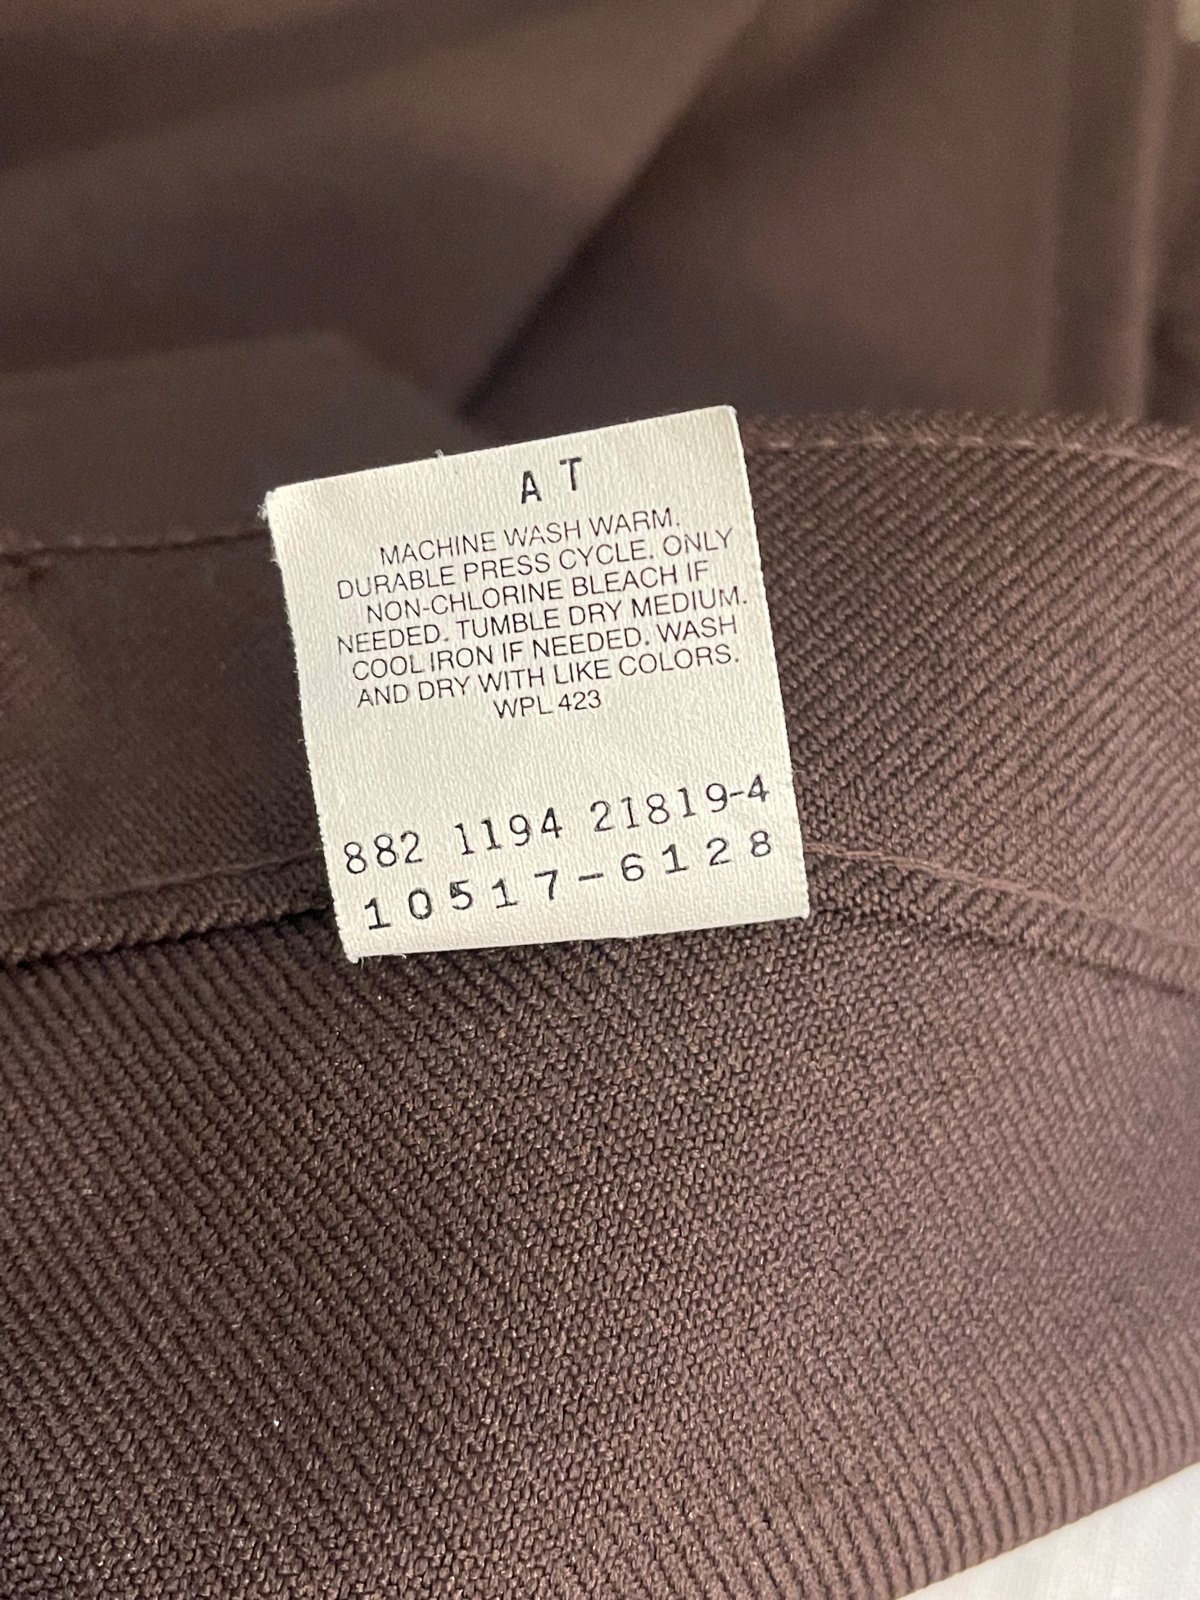 A T
MACHINE WASH WARM.
DURABLE PRESS CYCLE. ONLY
NON-CHLORINE BLEACH IF
NEEDED. TUMBLE DRY MEDIUM.
COOL IRON IF NEEDED. WASH
AND DRY WITH LIKE COLORS.
WPL 423
882 1194 21819-4
10517-6128